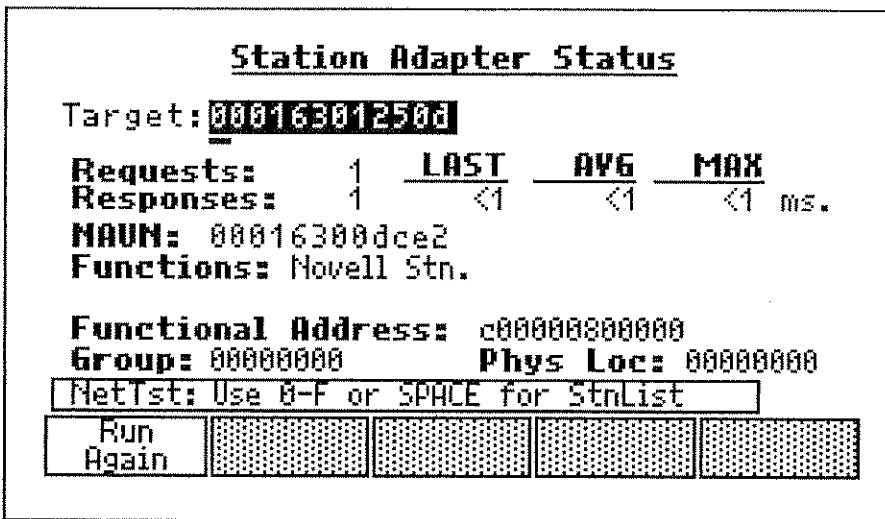 Station Adapter Status
Target:00016301250d
Requests: 1 LAST AVG MAX
Responses: 1 <1 <1 <1 ms.
NAUN: 00016300dce2
Functions: Novell Stn.
Functional Address: c00000800000
Group: 00000000 Phys Loc: 00000000
NetTst: Use 0-F or SPACE for StnList
Run
Again